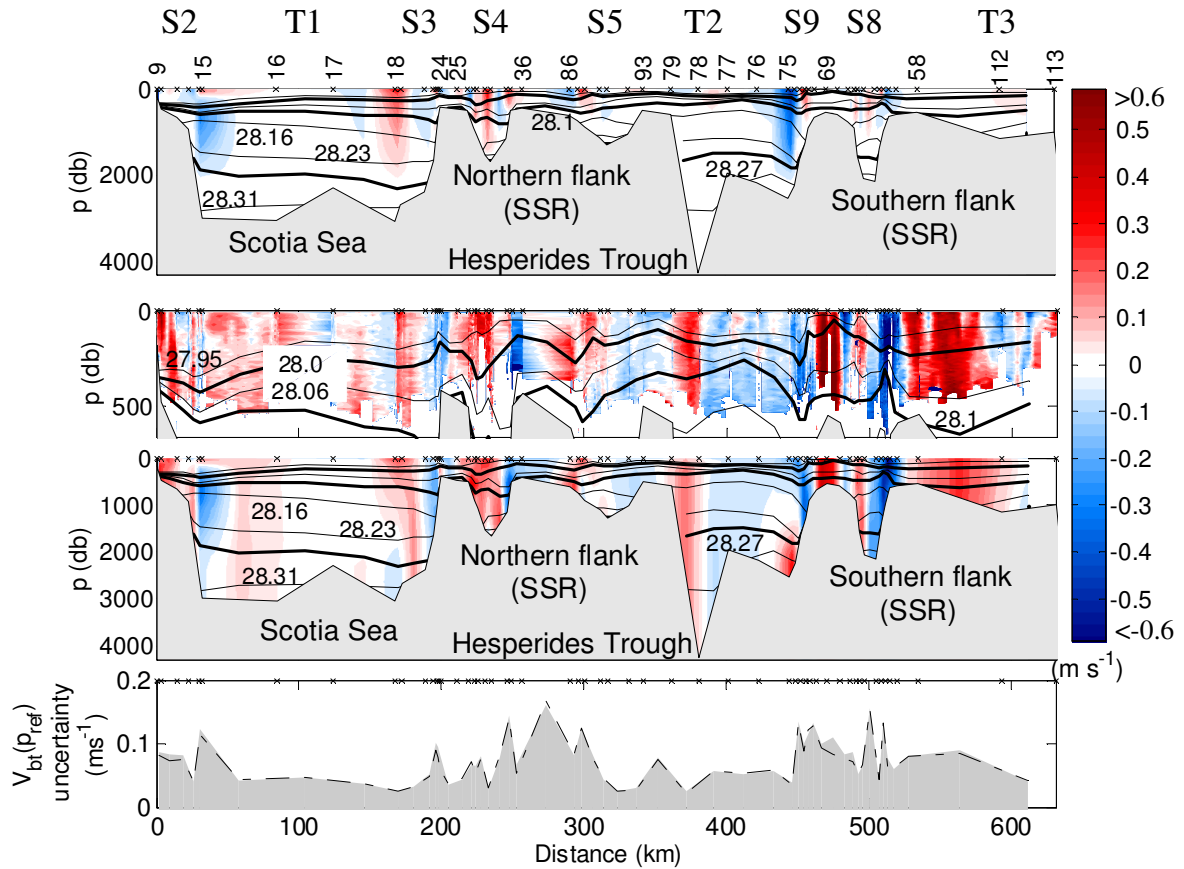 S2 T1 S3 S4 S5 T2 S9 S8 T3
9 15 16 17 18 24 25 36 86 93 79 78 77 76 75 69 58 112 113
0
2000
4000
p (db)
28.16
28.23
28.31
28.1
28.27
Scotia Sea
Northern flank
(SSR)
Hesperides Trough
Southern flank
(SSR)
0
500
p (db)
27.95
28.0
28.06
28.1
0
1000
2000
3000
4000
p (db)
28.16
28.23
28.31
28.27
Scotia Sea
Northern flank
(SSR)
Hesperides Trough
Southern flank
(SSR)
>0.6
0.5
0.4
0.3
0.2
0.1
0
-0.1
-0.2
-0.3
-0.4
-0.5
<-0.6
(m s⁻¹)
0.2
0.1
0
V_bt(p_ref)
uncertainty
(ms⁻¹)
0 100 200 300 400 500 600
Distance (km)